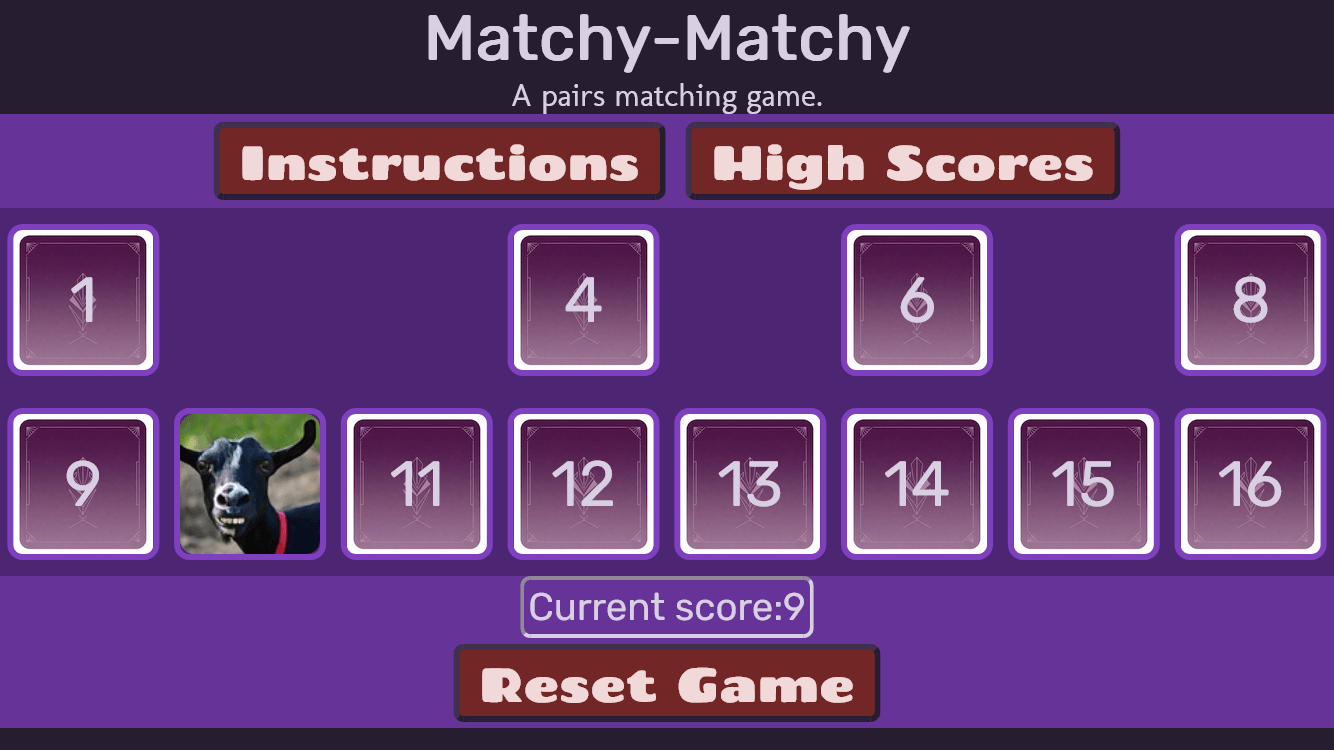 Matchy-Matchy
A pairs matching game.
Instructions High Scores
1 4 6 8
9 11 12 13 14 15 16
Current score:9
Reset Game